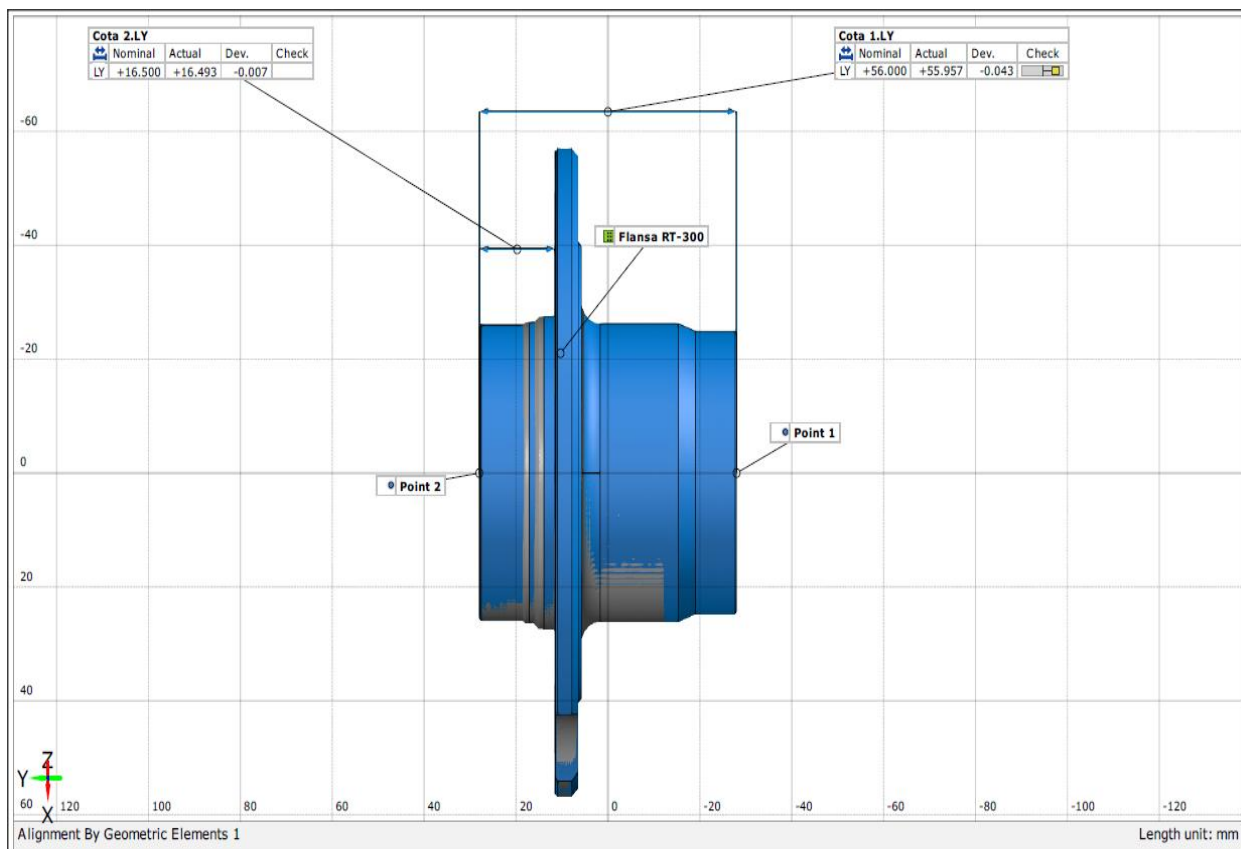 Cota 2.LY
Nominal Actual Dev. Check
LY +16.500 +16.493 -0.007
Cota 1.LY
Nominal Actual Dev. Check
LY +56.000 +55.957 -0.043
-60
-40
Flansa RT-300
-20
Point 1
0
Point 2
20
40
Z
Y
X
60 120 100 80 60 40 20 0 -20 -40 -60 -80 -100 -120
Alignment By Geometric Elements 1 Length unit: mm